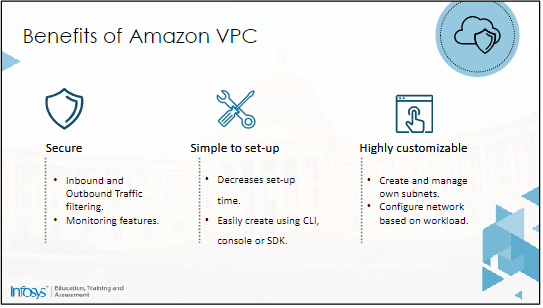 Benefits of Amazon VPC
Secure
• Inbound and
Outbound Traffic
filtering.
• Monitoring features.
Simple to set-up
• Decreases set-up
time.
• Easily create using CLI,
console or SDK.
Highly customizable
• Create and manage
own subnets.
• Configure network
based on workload.
Infosys | Education, Training and
Assessment